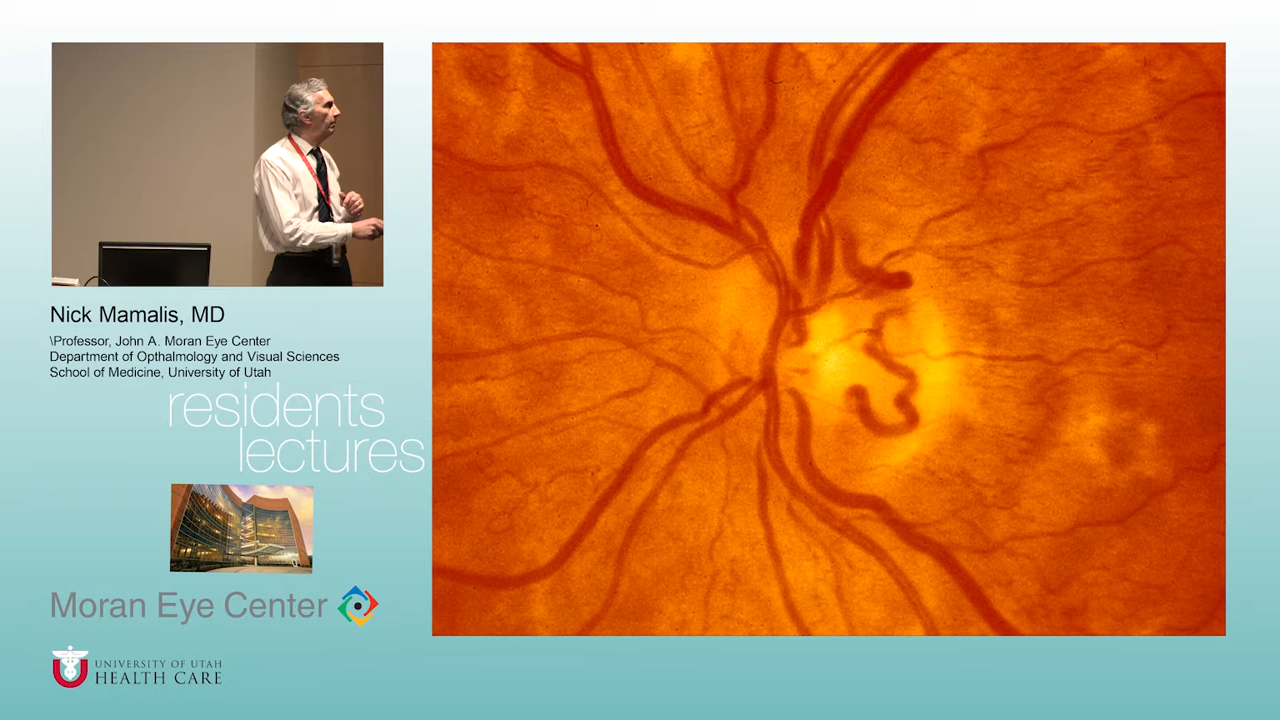 Nick Mamalis, MD
\Professor, John A. Moran Eye Center
Department of Opthalmology and Visual Sciences
School of Medicine, University of Utah
residents
lectures
Moran Eye Center
UNIVERSITY OF UTAH
HEALTH CARE